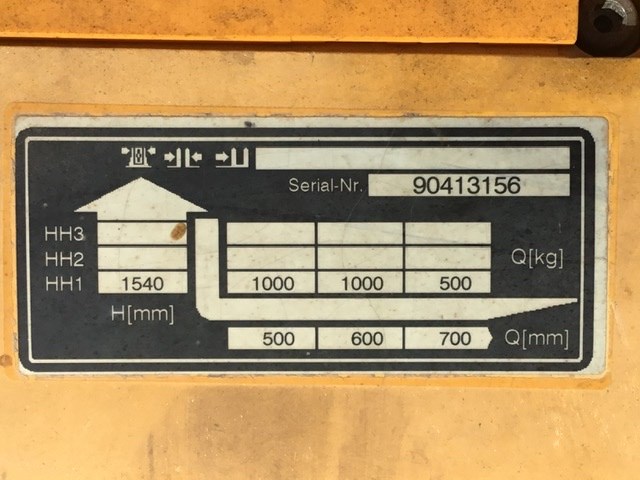 Serial-Nr. 90413156
HH3
HH2 Q[kg]
HH1 1540 1000 1000 500
H[mm]
500 600 700 Q[mm]